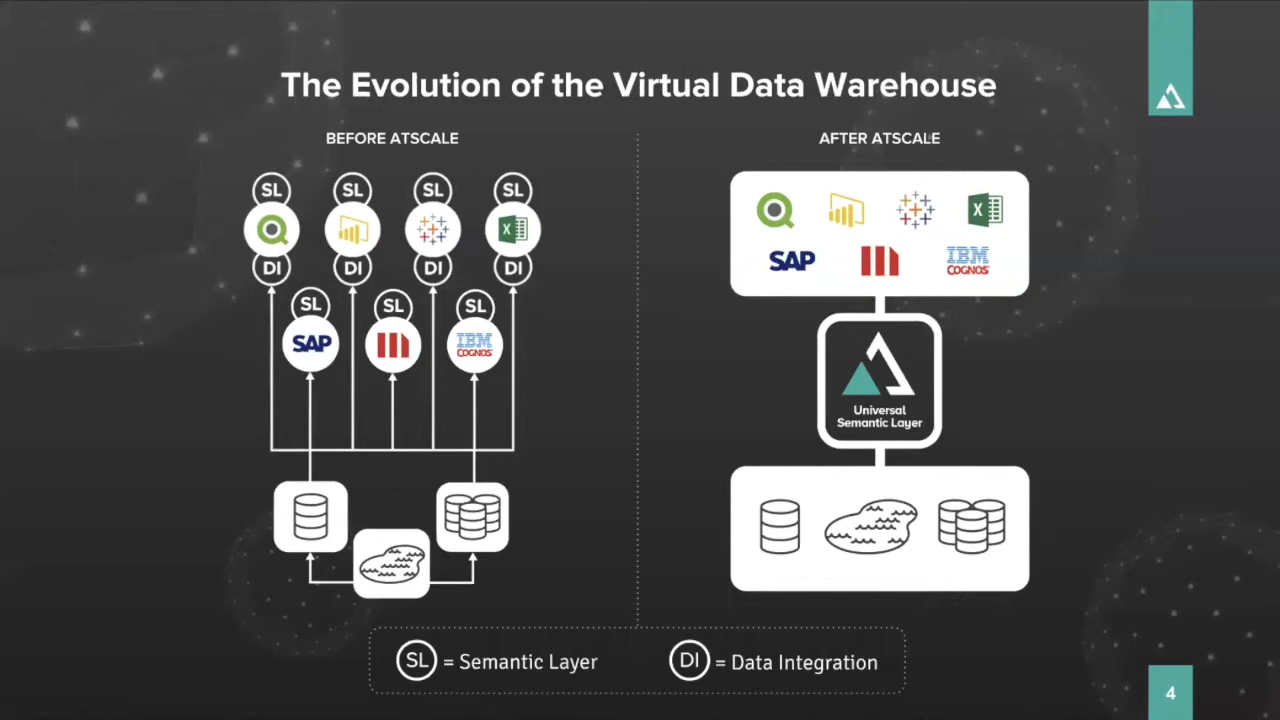 The Evolution of the Virtual Data Warehouse
BEFORE ATSCALE
SL SL SL SL
X
DI DI DI DI
SL SL SL
SAP IBM COGNOS
AFTER ATSCALE
X
SAP IBM COGNOS
Universal
Semantic Layer
SL = Semantic Layer
DI = Data Integration
4